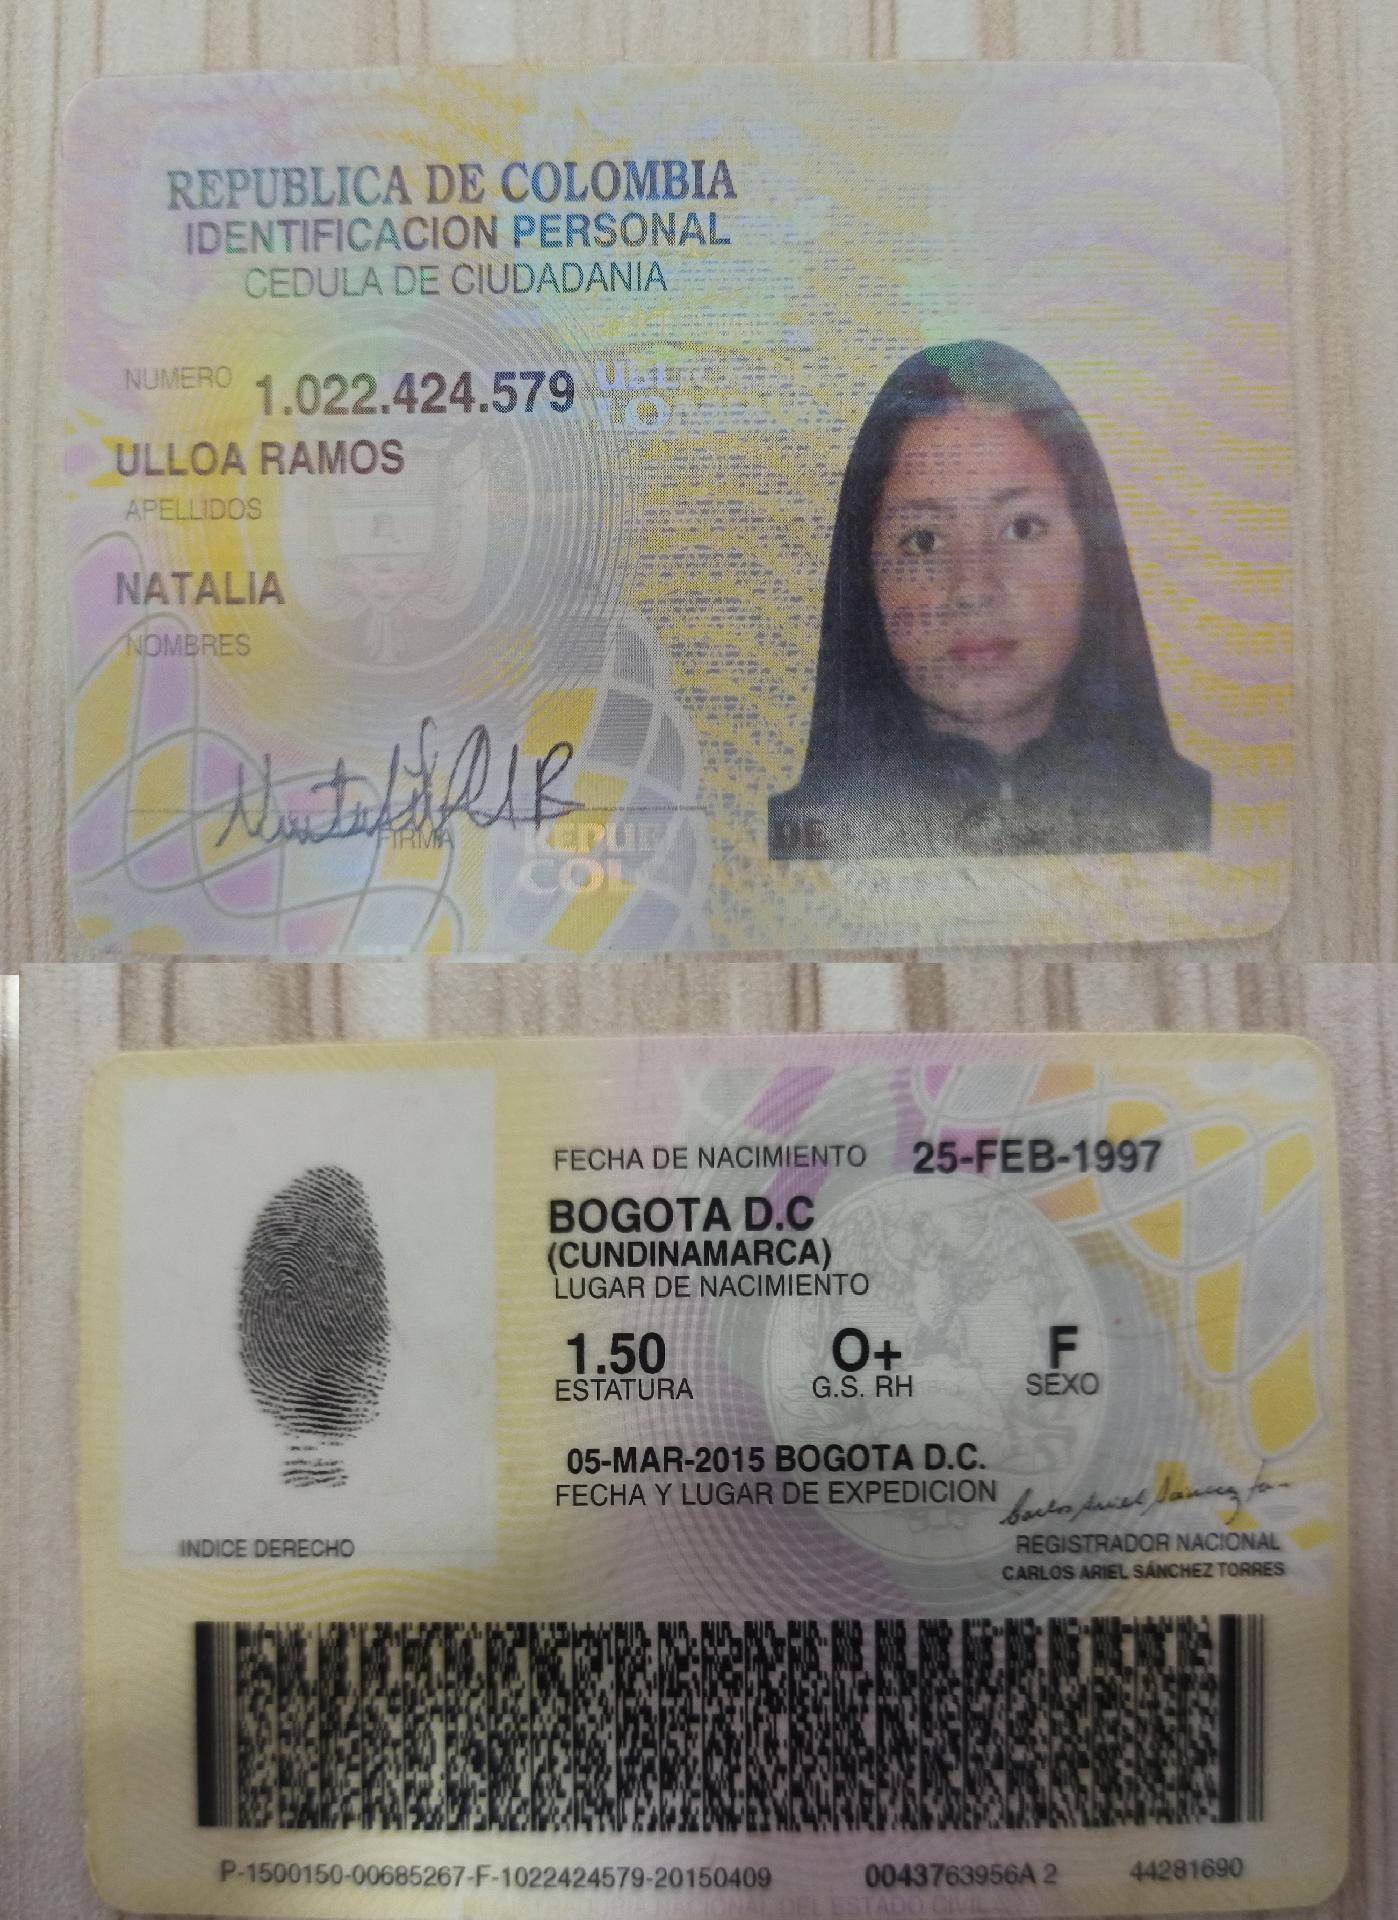 REPUBLICA DE COLOMBIA
IDENTIFICACION PERSONAL
CEDULA DE CIUDADANIA
NUMERO 1.022.424.579
ULLOA RAMOS
APELLIDOS
NATALIA
NOMBRES
FIRMA
FECHA DE NACIMIENTO 25-FEB-1997
BOGOTA D.C
(CUNDINAMARCA)
LUGAR DE NACIMIENTO
1.50 O+ F
ESTATURA G.S. RH SEXO
05-MAR-2015 BOGOTA D.C.
FECHA Y LUGAR DE EXPEDICION
INDICE DERECHO
REGISTRADOR NACIONAL
CARLOS ARIEL SÁNCHEZ TORRES
P-1500150-00685267-F-1022424579-20150409 0043763956A 2 44281690